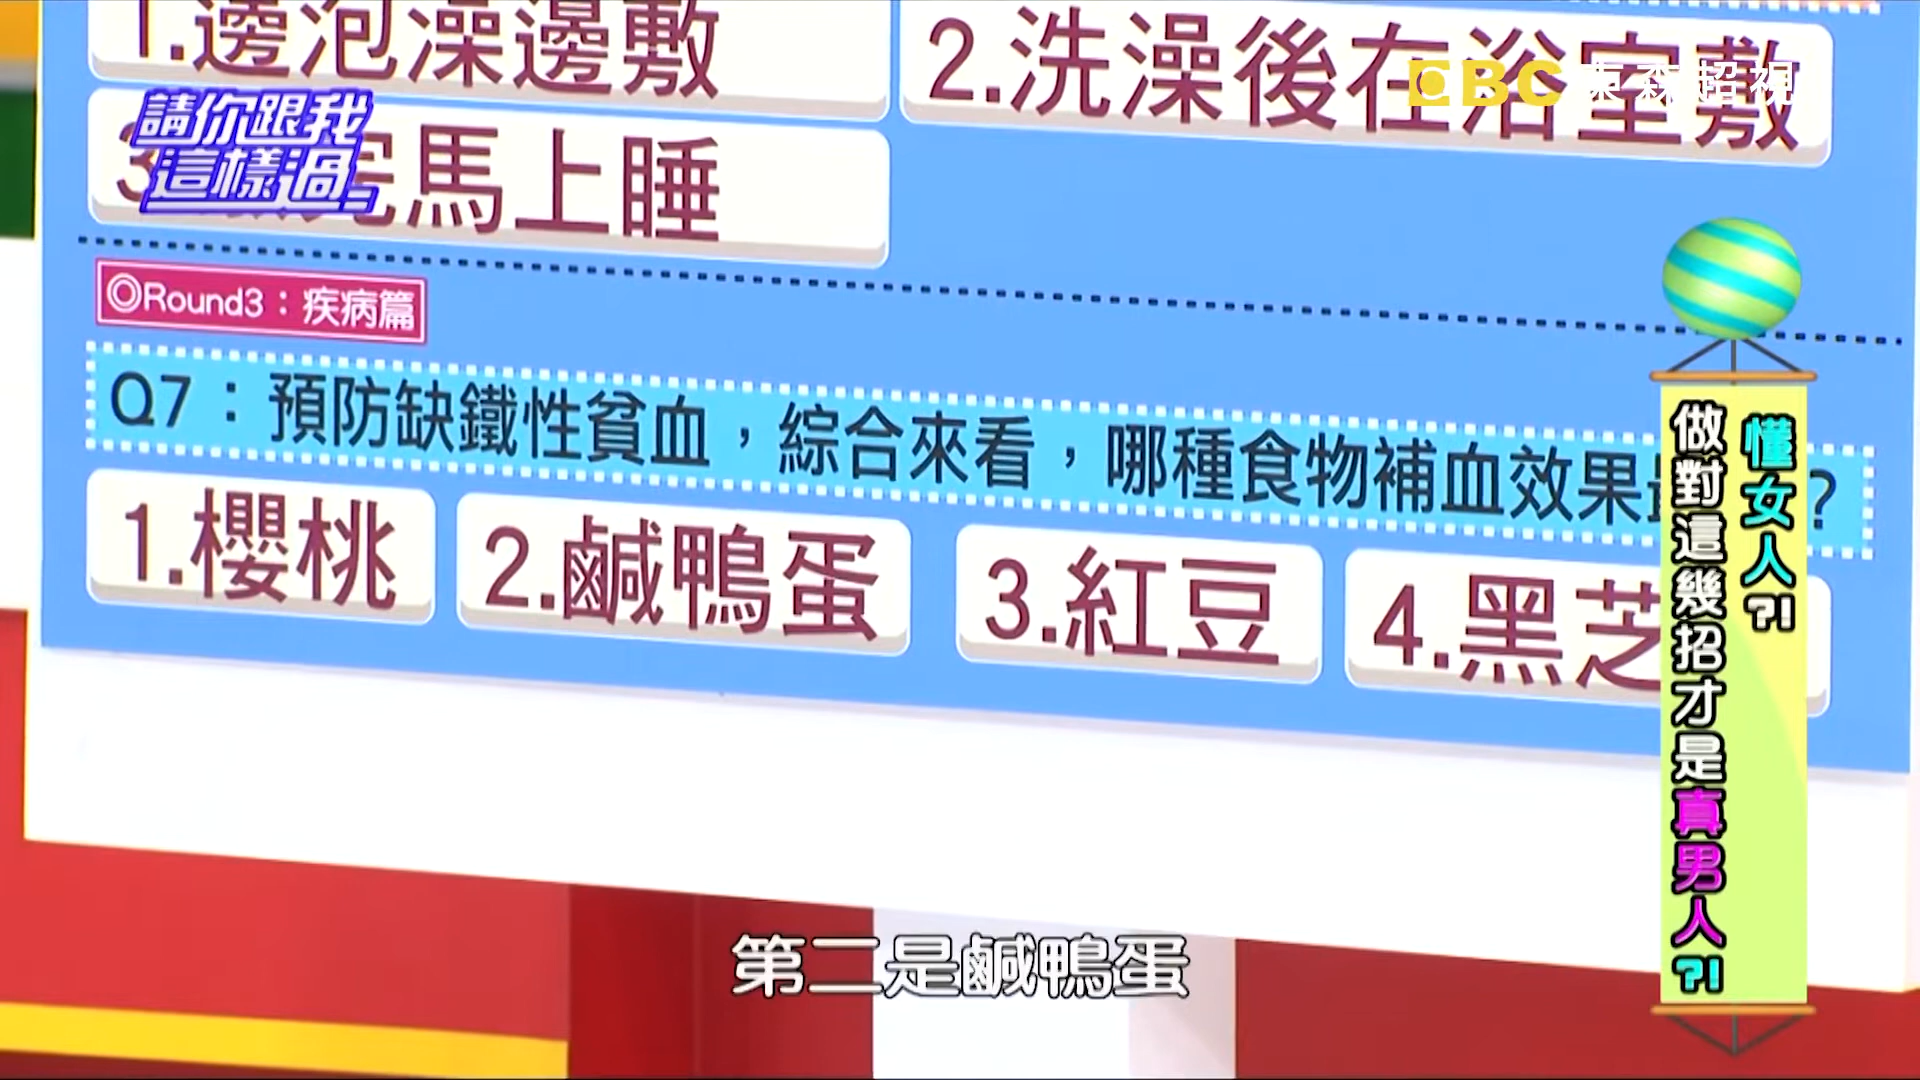 1.邊泡澡邊敷
2.洗澡後在浴室敷
EBC 東森超視
請你跟我
這樣過
3.
完馬上睡
◎Round3：疾病篇
Q7：預防缺鐵性貧血，綜合來看，哪種食物補血效果
？
1.櫻桃
2.鹹鴨蛋
3.紅豆
4.黑芝
懂女人?!
做對這幾招才是真男人?!
第二是鹹鴨蛋